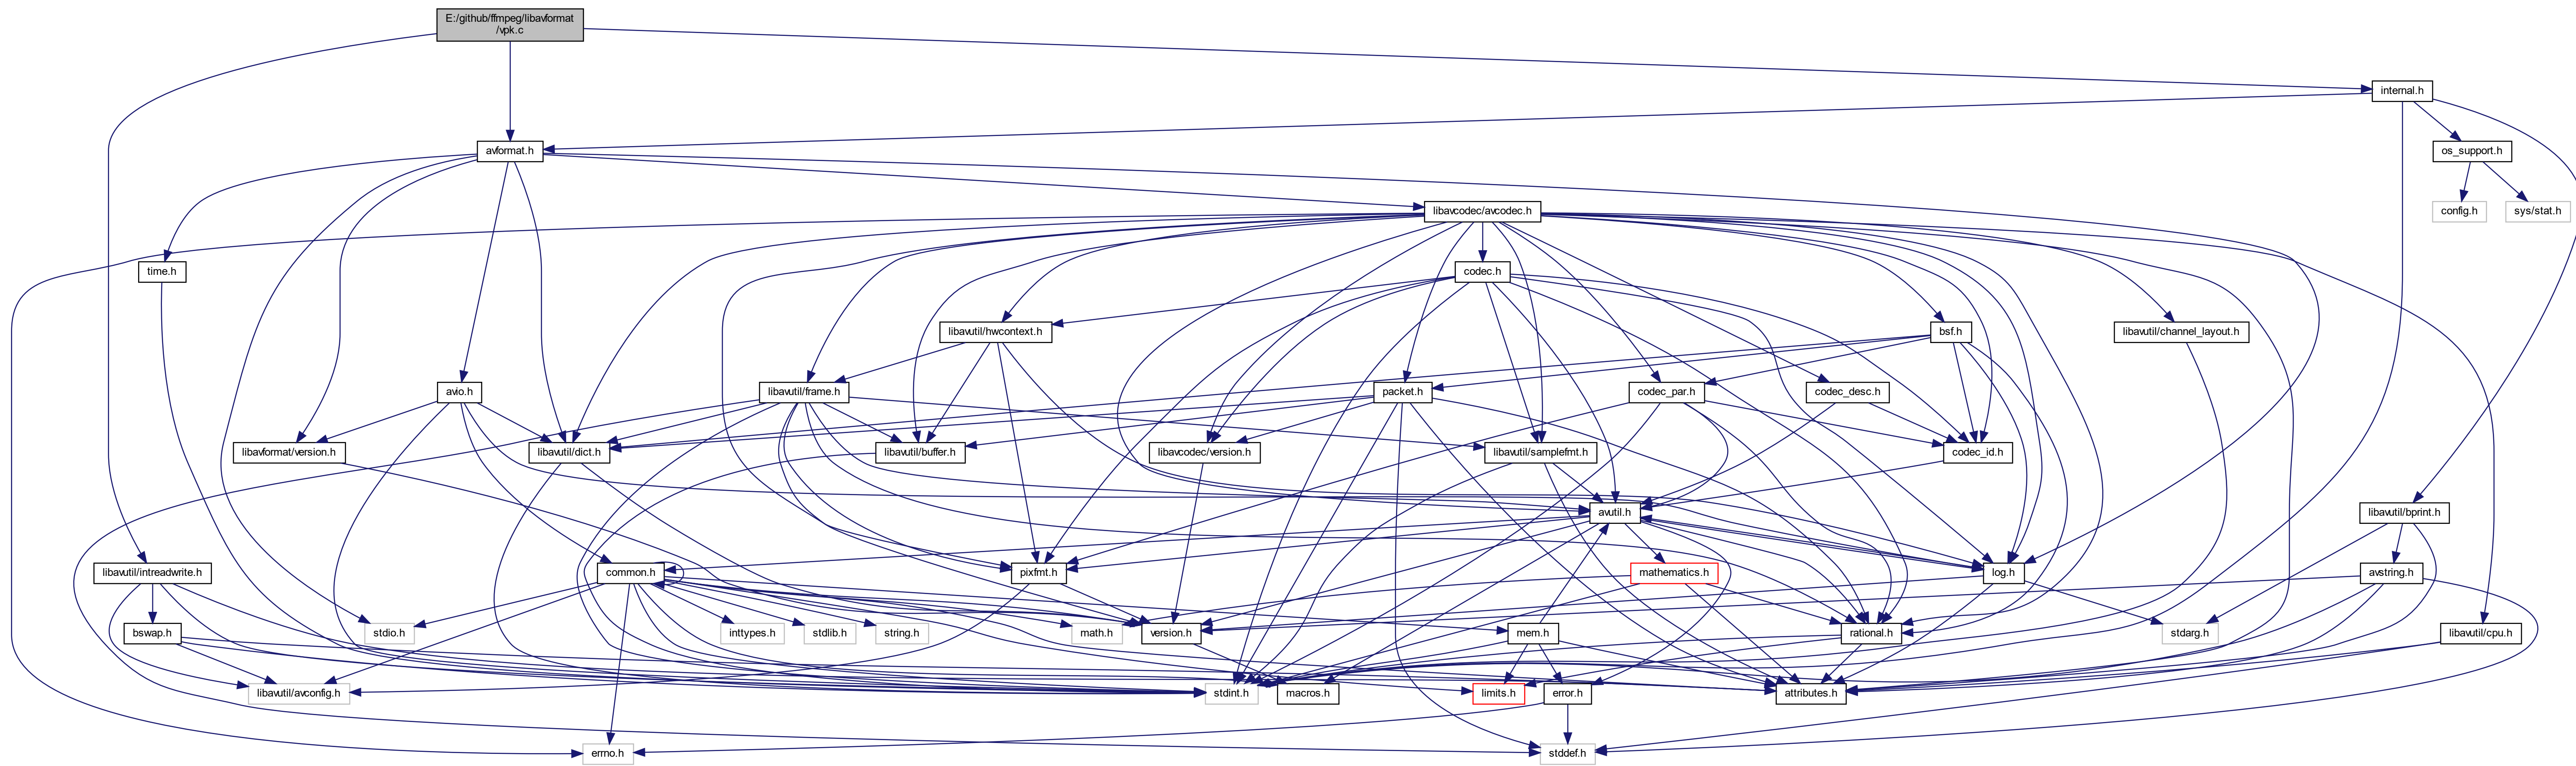 E:/github/ffmpeg/libavformat
/vpk.c
internal.h
avformat.h
os_support.h
libavcodec/avcodec.h
config.h
sys/stat.h
time.h
codec.h
libavutil/hwcontext.h
bsf.h
libavutil/channel_layout.h
avio.h
libavutil/frame.h
packet.h
codec_par.h
codec_desc.h
libavformat/version.h
libavutil/dict.h
libavutil/buffer.h
libavcodec/version.h
libavutil/samplefmt.h
codec_id.h
avutil.h
libavutil/bprint.h
libavutil/intreadwrite.h
common.h
pixfmt.h
mathematics.h
log.h
avstring.h
bswap.h
stdio.h
inttypes.h
stdlib.h
string.h
math.h
version.h
mem.h
rational.h
stdarg.h
libavutil/cpu.h
libavutil/avconfig.h
stdint.h
macros.h
limits.h
error.h
attributes.h
errno.h
stddef.h